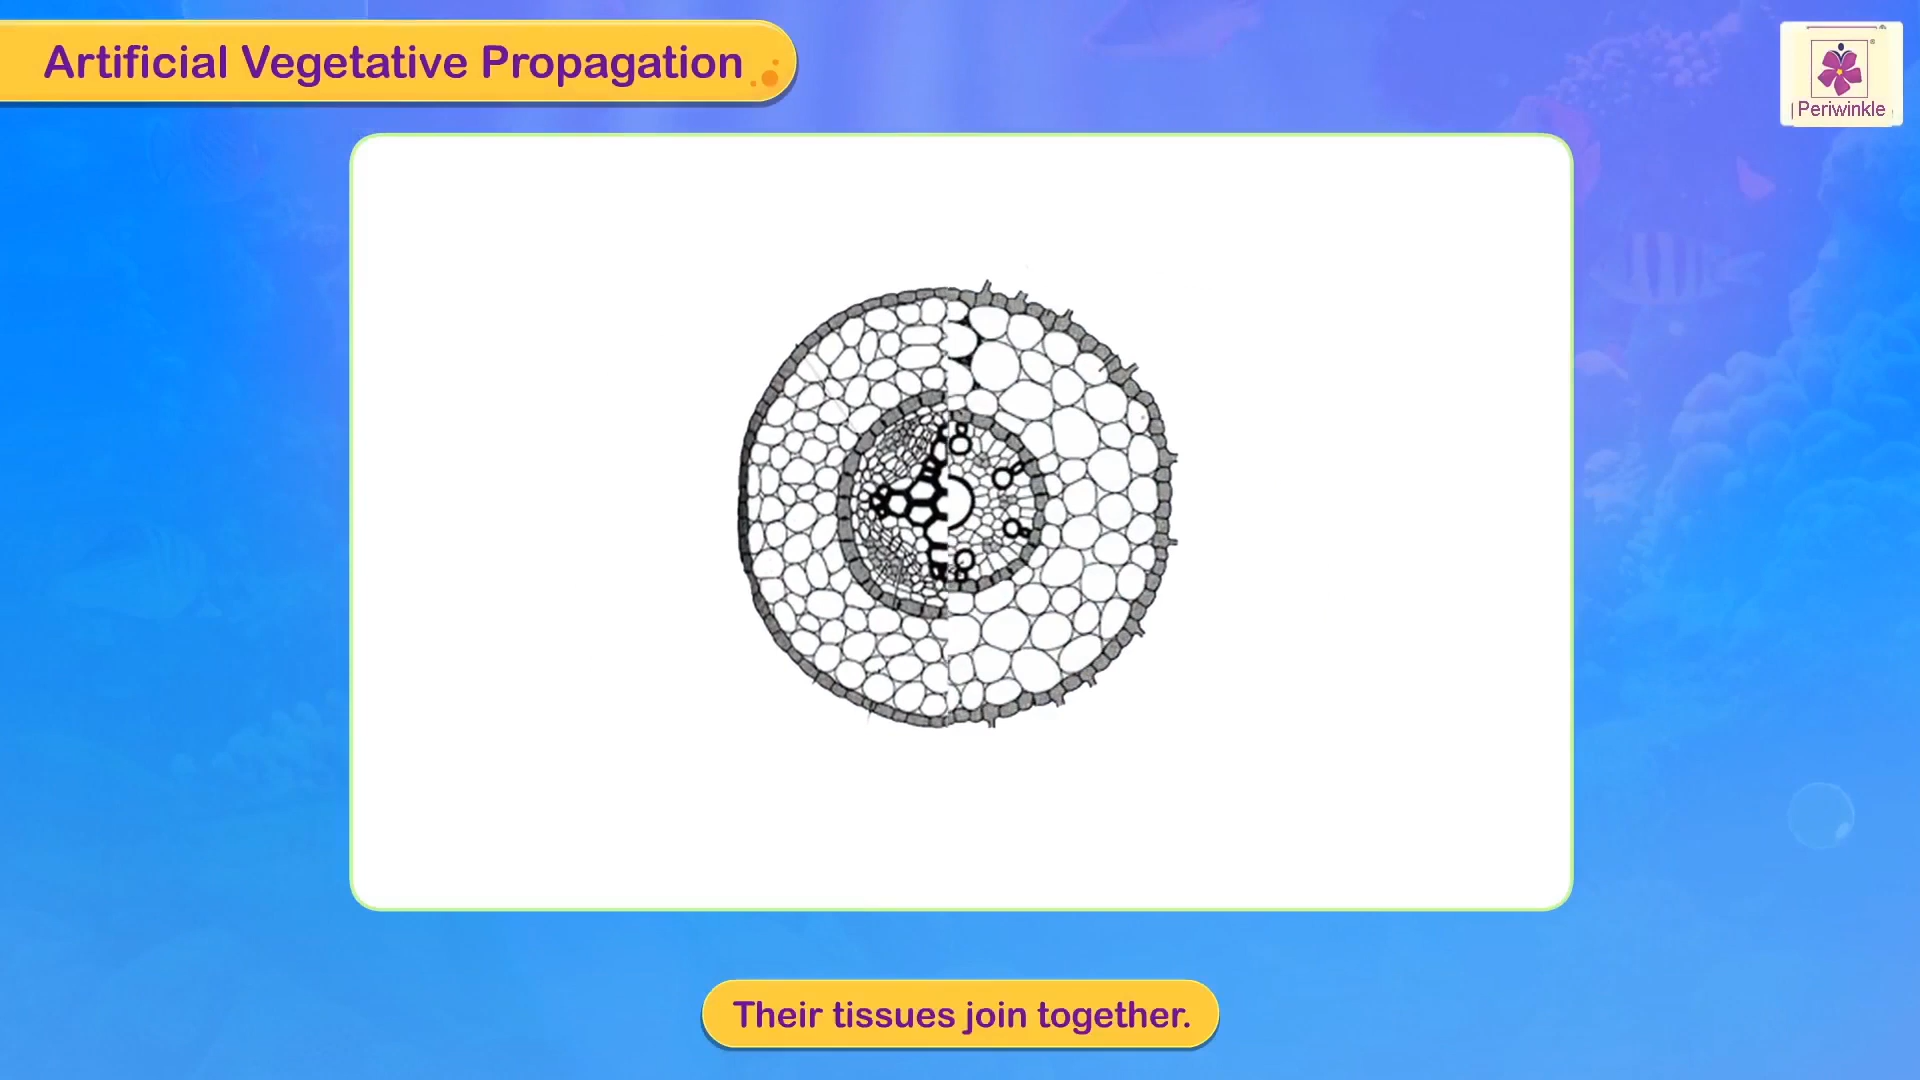 Artificial Vegetative Propagation
Periwinkle
Their tissues join together.